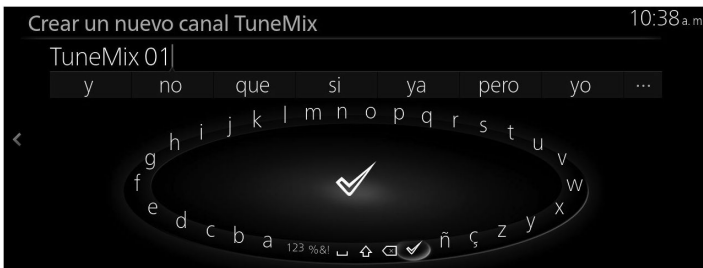 Crear un nuevo canal TuneMix
10:38 a. m
TuneMix 01
y no que si ya pero yo ...
a b c d e f g h i j k l m n o p q r s t u v w x y z ç ñ
123 %&!